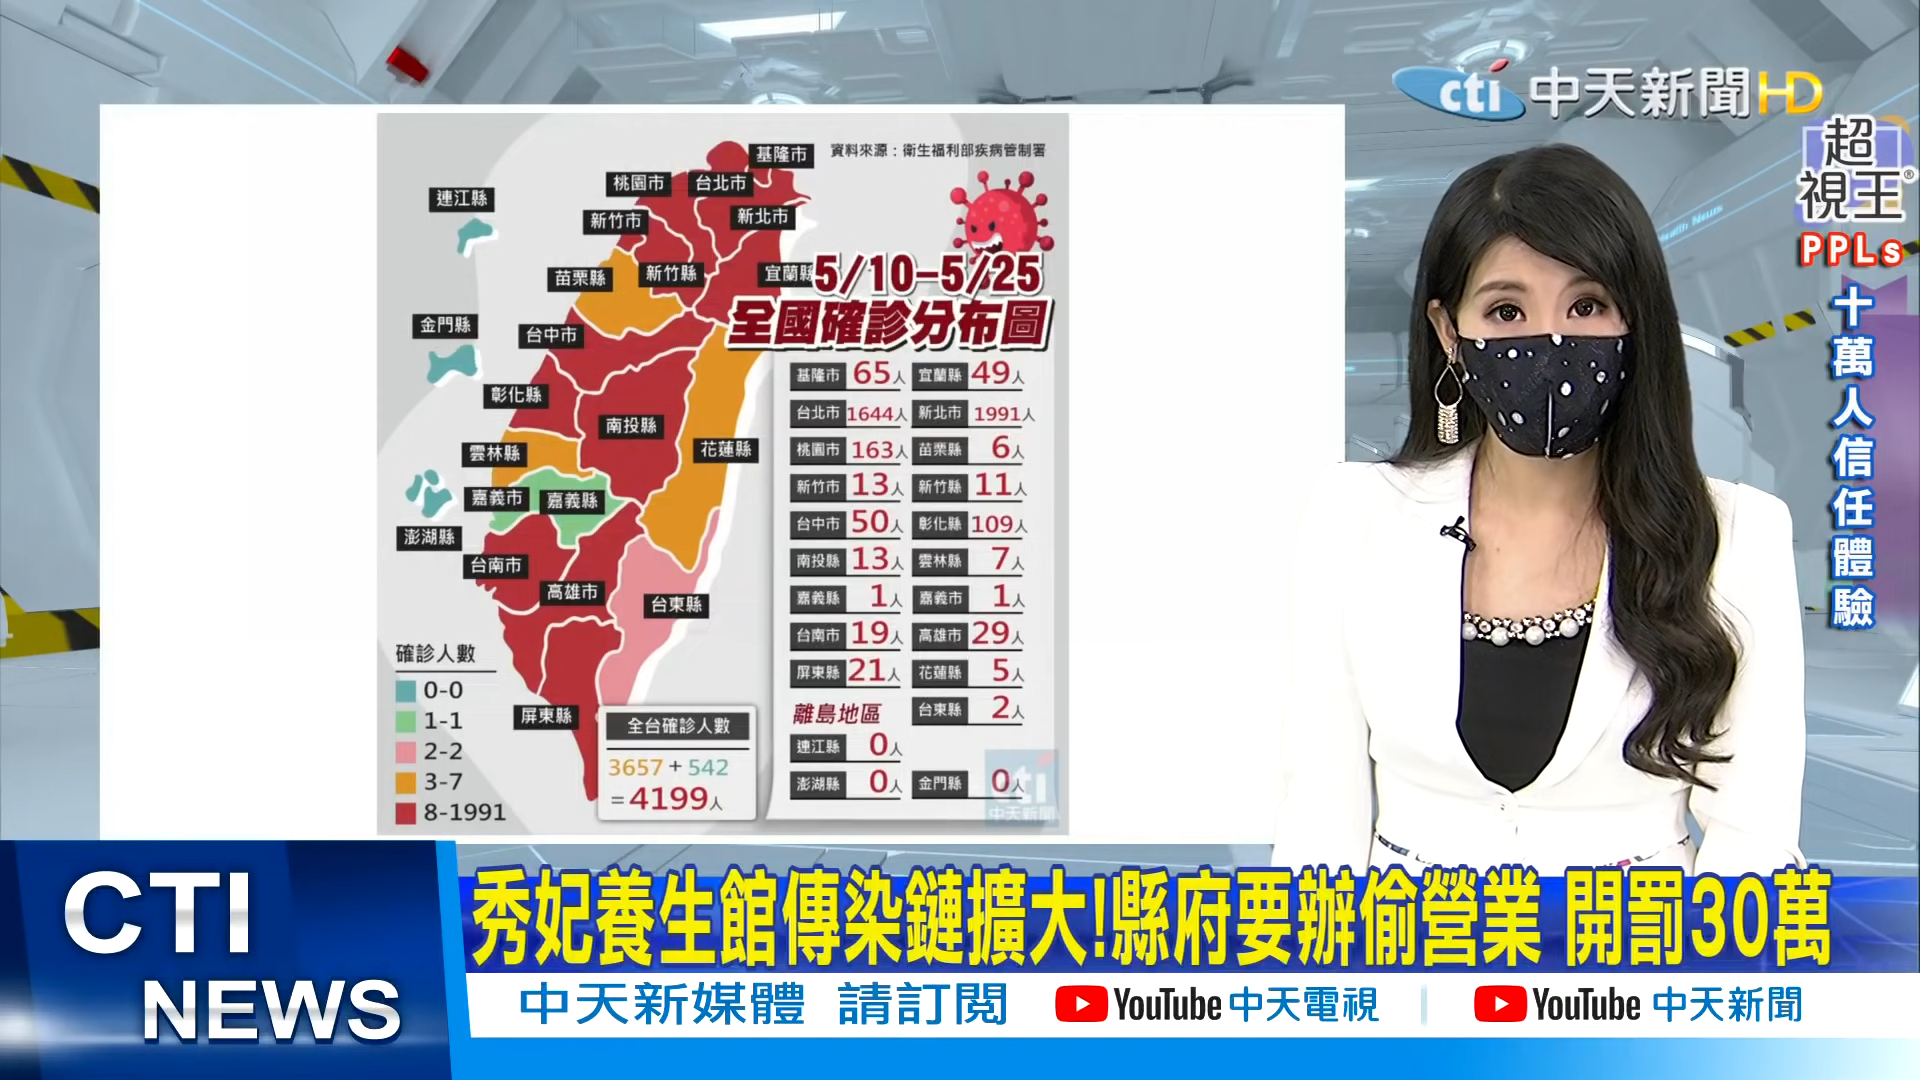 cti 中天新聞HD
超視王®
PPLs
十萬人信任體驗
資料來源：衛生福利部疾病管制署
5/10-5/25
全國確診分布圖
基隆市
桃園市
台北市
連江縣
新竹市
新北市
苗栗縣
新竹縣
宜蘭縣
金門縣
台中市
彰化縣
南投縣
雲林縣
花蓮縣
嘉義市
嘉義縣
澎湖縣
台南市
高雄市
台東縣
屏東縣
基隆市 65人 宜蘭縣 49人
台北市 1644人 新北市 1991人
桃園市 163人 苗栗縣 6人
新竹市 13人 新竹縣 11人
台中市 50人 彰化縣 109人
南投縣 13人 雲林縣 7人
嘉義縣 1人 嘉義市 1人
台南市 19人 高雄市 29人
屏東縣 21人 花蓮縣 5人
離島地區 台東縣 2人
連江縣 0人
澎湖縣 0人 金門縣 0人
確診人數
0-0
1-1
2-2
3-7
8-1991
全台確診人數
3657+542
=4199人
cti
中天新聞
CTI
NEWS
秀妃養生館傳染鏈擴大!縣府要辦偷營業 開罰30萬
中天新媒體 請訂閱 YouTube 中天電視 | YouTube 中天新聞